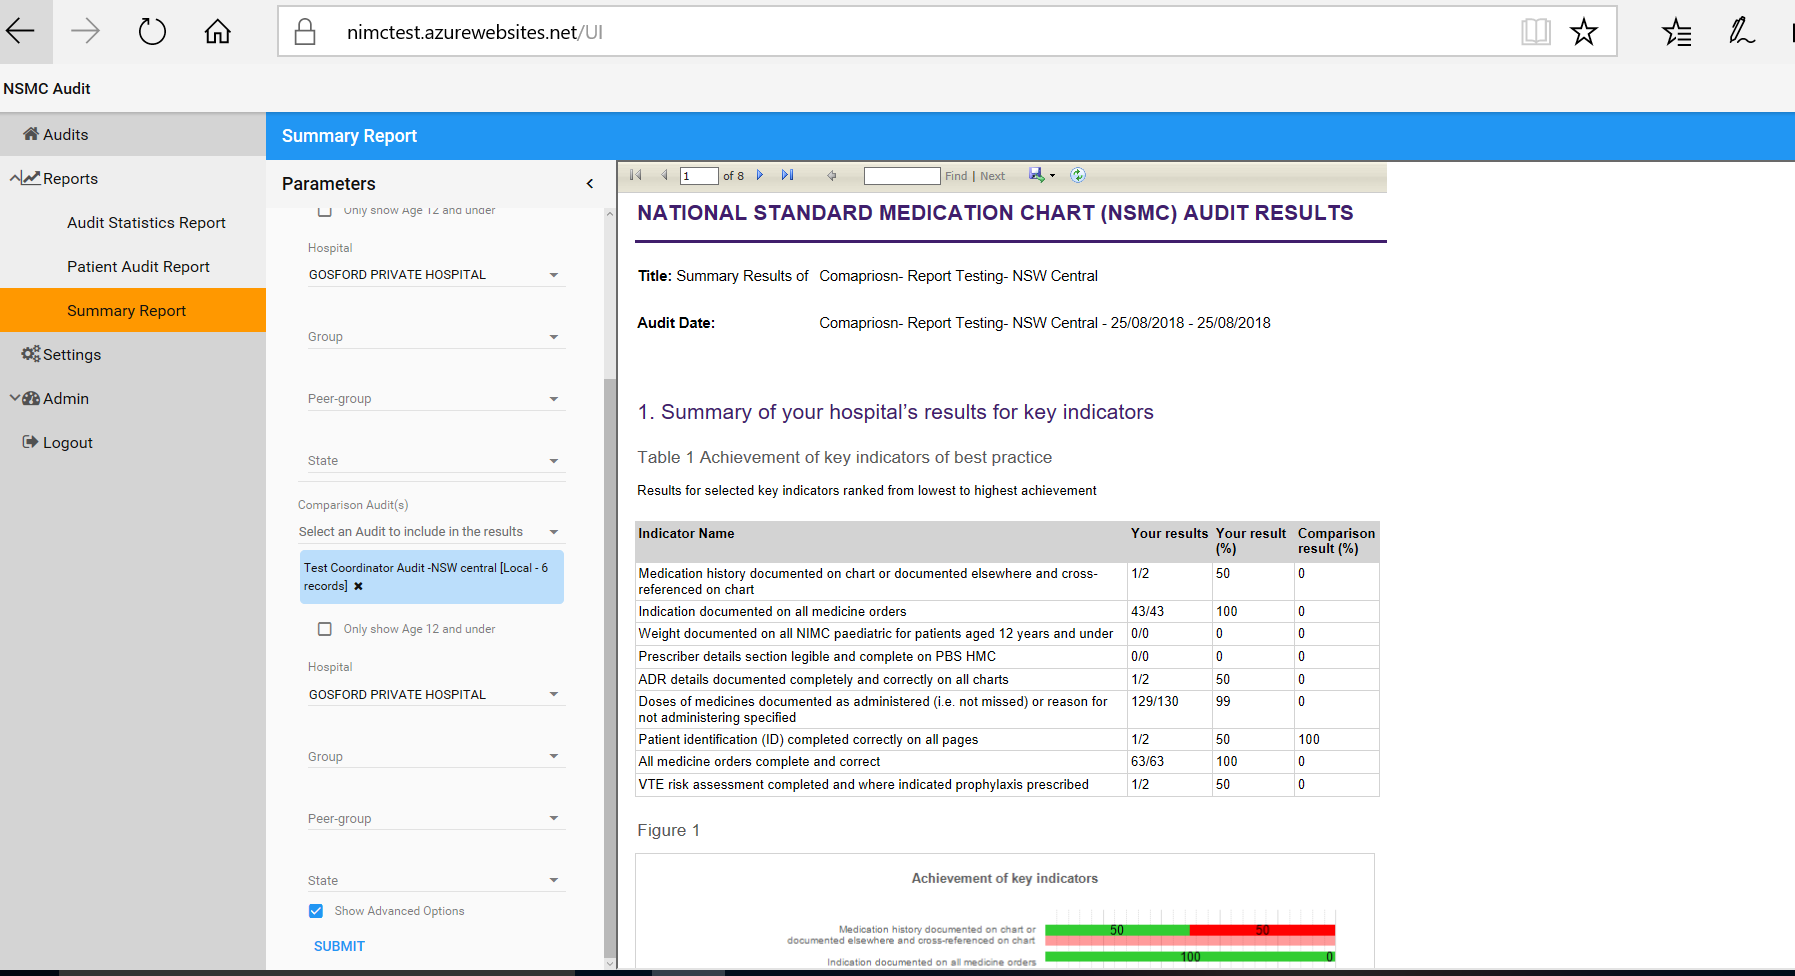 nimctest.azurewebsites.net/UI
NSMC Audit
Audits
Reports
Audit Statistics Report
Patient Audit Report
Summary Report
Settings
Admin
Logout
Summary Report
Parameters
Only show Age 12 and under
Hospital
GOSFORD PRIVATE HOSPITAL
Group
Peer-group
State
Comparison Audit(s)
Select an Audit to include in the results
Test Coordinator Audit -NSW central [Local - 6
records] ✖
Only show Age 12 and under
Hospital
GOSFORD PRIVATE HOSPITAL
Group
Peer-group
State
Show Advanced Options
SUBMIT
1 of 8 Find | Next
NATIONAL STANDARD MEDICATION CHART (NSMC) AUDIT RESULTS
Title: Summary Results of Comapriosn- Report Testing- NSW Central
Audit Date: Comapriosn- Report Testing- NSW Central - 25/08/2018 - 25/08/2018
1. Summary of your hospital’s results for key indicators
Table 1 Achievement of key indicators of best practice
Results for selected key indicators ranked from lowest to highest achievement
Indicator Name Your results Your result Comparison
(%) result (%)
Medication history documented on chart or documented elsewhere and cross- 1/2 50 0
referenced on chart
Indication documented on all medicine orders 43/43 100 0
Weight documented on all NIMC paediatric for patients aged 12 years and under 0/0 0 0
Prescriber details section legible and complete on PBS HMC 0/0 0 0
ADR details documented completely and correctly on all charts 1/2 50 0
Doses of medicines documented as administered (i.e. not missed) or reason for 129/130 99 0
not administering specified
Patient identification (ID) completed correctly on all pages 1/2 50 100
All medicine orders complete and correct 63/63 100 0
VTE risk assessment completed and where indicated prophylaxis prescribed 1/2 50 0
Figure 1
Achievement of key indicators
Medication history documented on chart or 50 50
documented elsewhere and cross-referenced on chart
Indication documented on all medicine orders 100 0